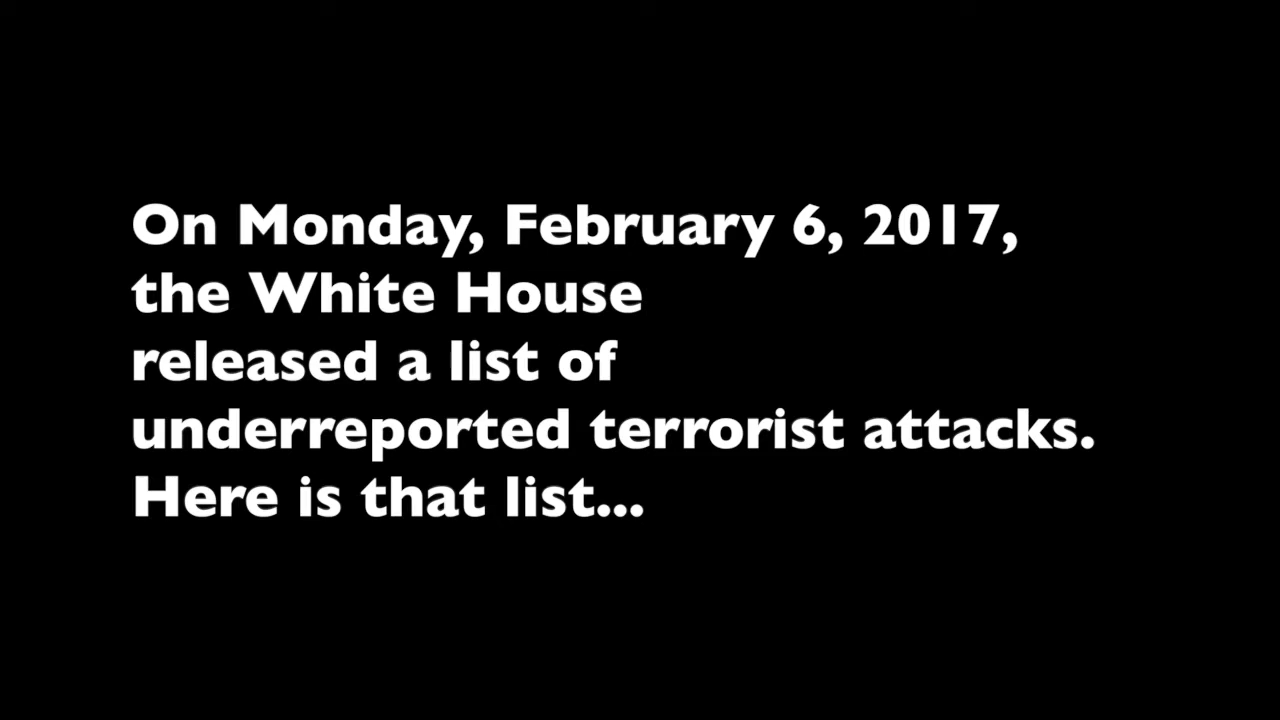 On Monday, February 6, 2017,
the White House
released a list of
underreported terrorist attacks.
Here is that list...